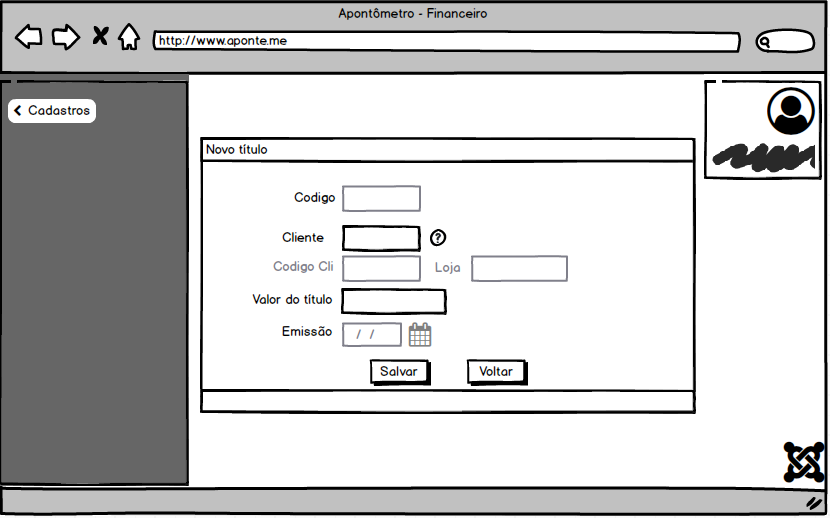 Apontômetro - Financeiro
http://www.aponte.me
Cadastros
Novo título
Codigo
Cliente ?
Codigo Cli Loja
Valor do título
Emissão / /
Salvar Voltar